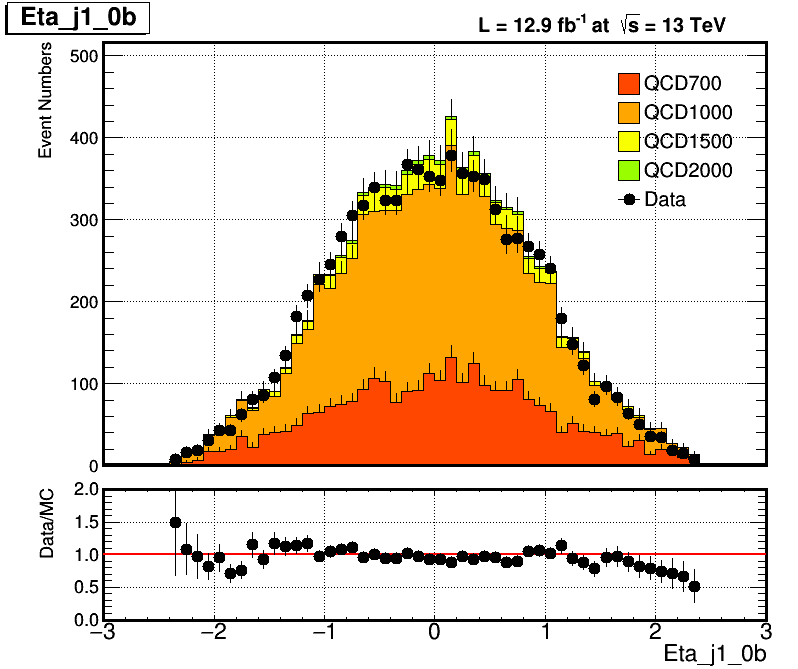 Eta_j1_0b
L = 12.9 fb⁻¹ at √s = 13 TeV
Event Numbers
500
400
300
200
100
0
QCD700
QCD1000
QCD1500
QCD2000
Data
Data/MC
2.0
1.5
1.0
0.5
0.0
−3 −2 −1 0 1 2 3
Eta_j1_0b